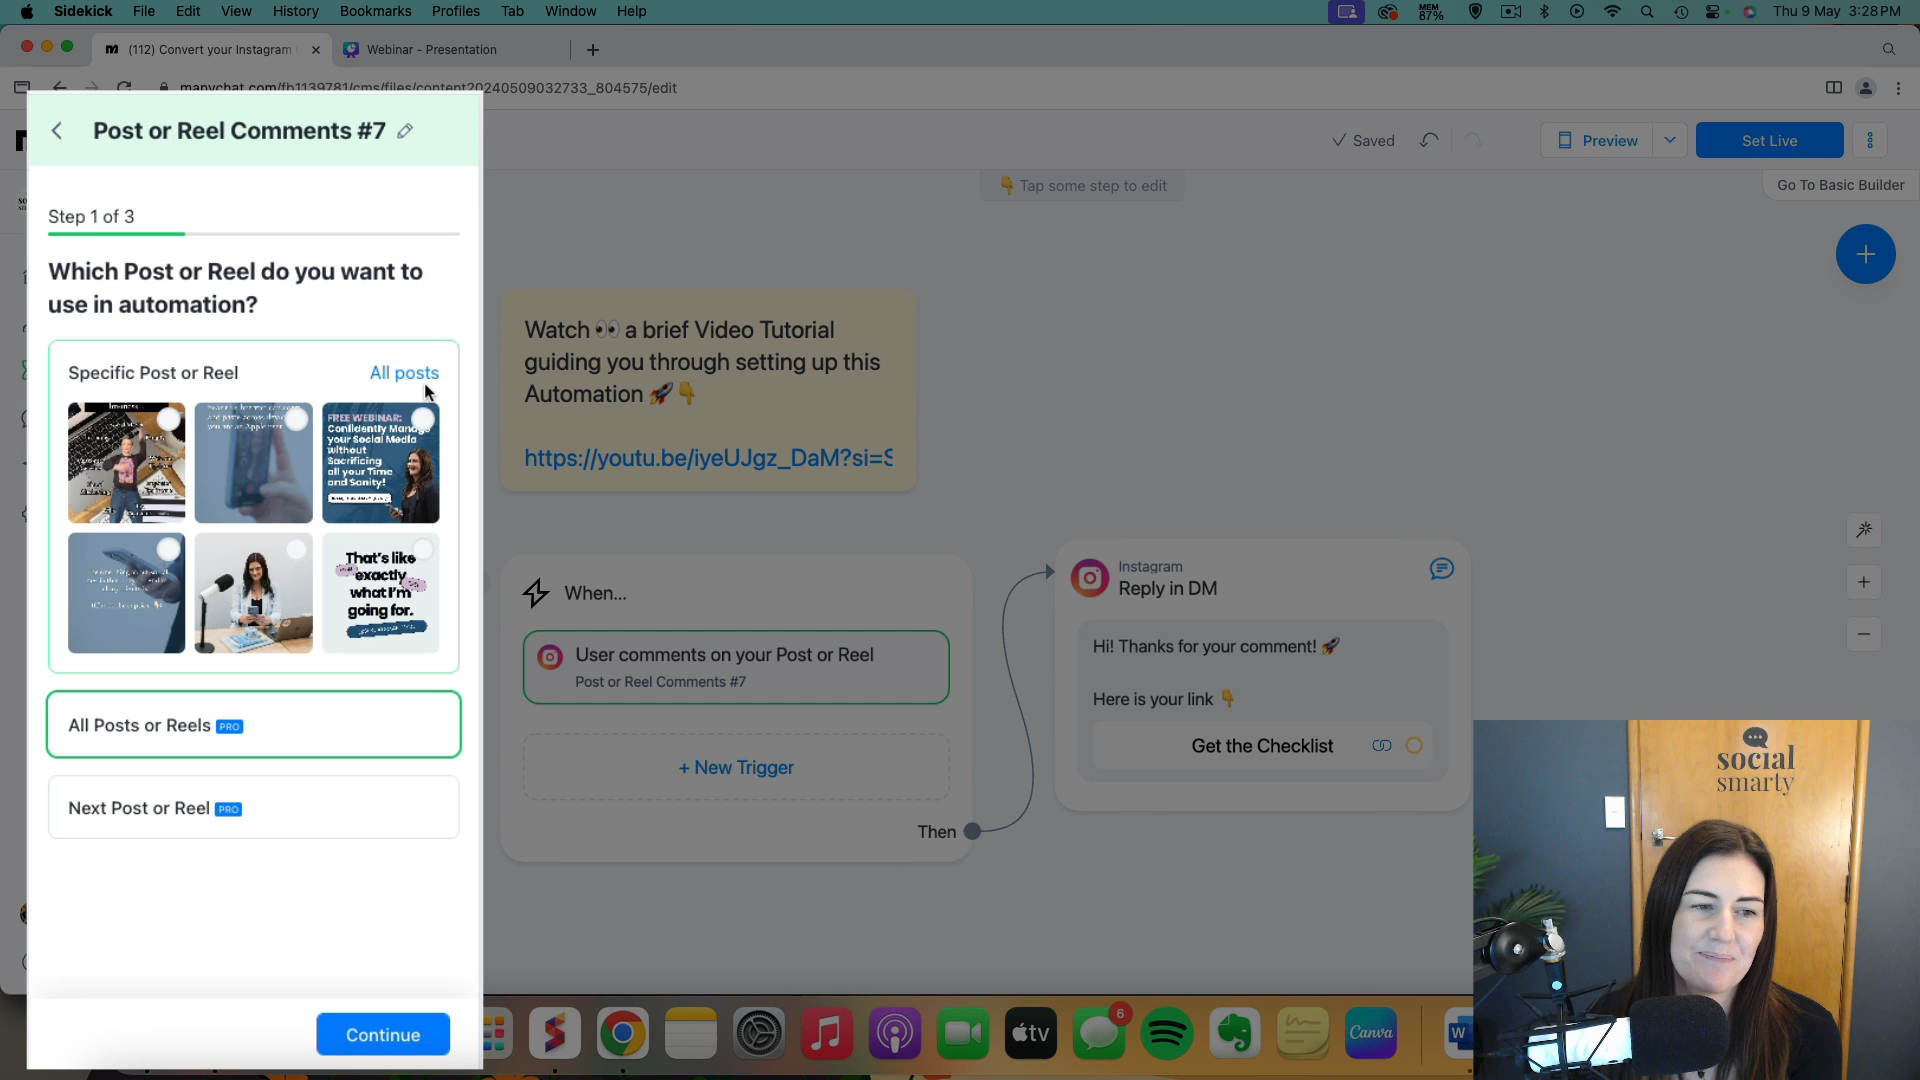 Sidekick File Edit View History Bookmarks Profiles Tab Window Help
MEM
87%
Thu 9 May 3:28 PM
(112) Convert your Instagram
Webinar - Presentation
manychat.com/fb1139781/cms/files/content20240509032733_804575/edit
Post or Reel Comments #7
Saved
Preview
Set Live
👇 Tap some step to edit
Go To Basic Builder
Step 1 of 3
Which Post or Reel do you want to
use in automation?
Specific Post or Reel
All posts
FREE WEBINAR:
Confidently Manage
your Social Media
without
Sacrificing
all your Time
and Sanity!
That's like
exactly
what I'm
going for.
All Posts or Reels PRO
Next Post or Reel PRO
Continue
Watch 👀 a brief Video Tutorial
guiding you through setting up this
Automation 🚀👇
https://youtu.be/iyeUJgz_DaM?si=S
When...
User comments on your Post or Reel
Post or Reel Comments #7
+ New Trigger
Then
Instagram
Reply in DM
Hi! Thanks for your comment! 🚀
Here is your link 👇
Get the Checklist
social
smarty
tv
6
Canva
W